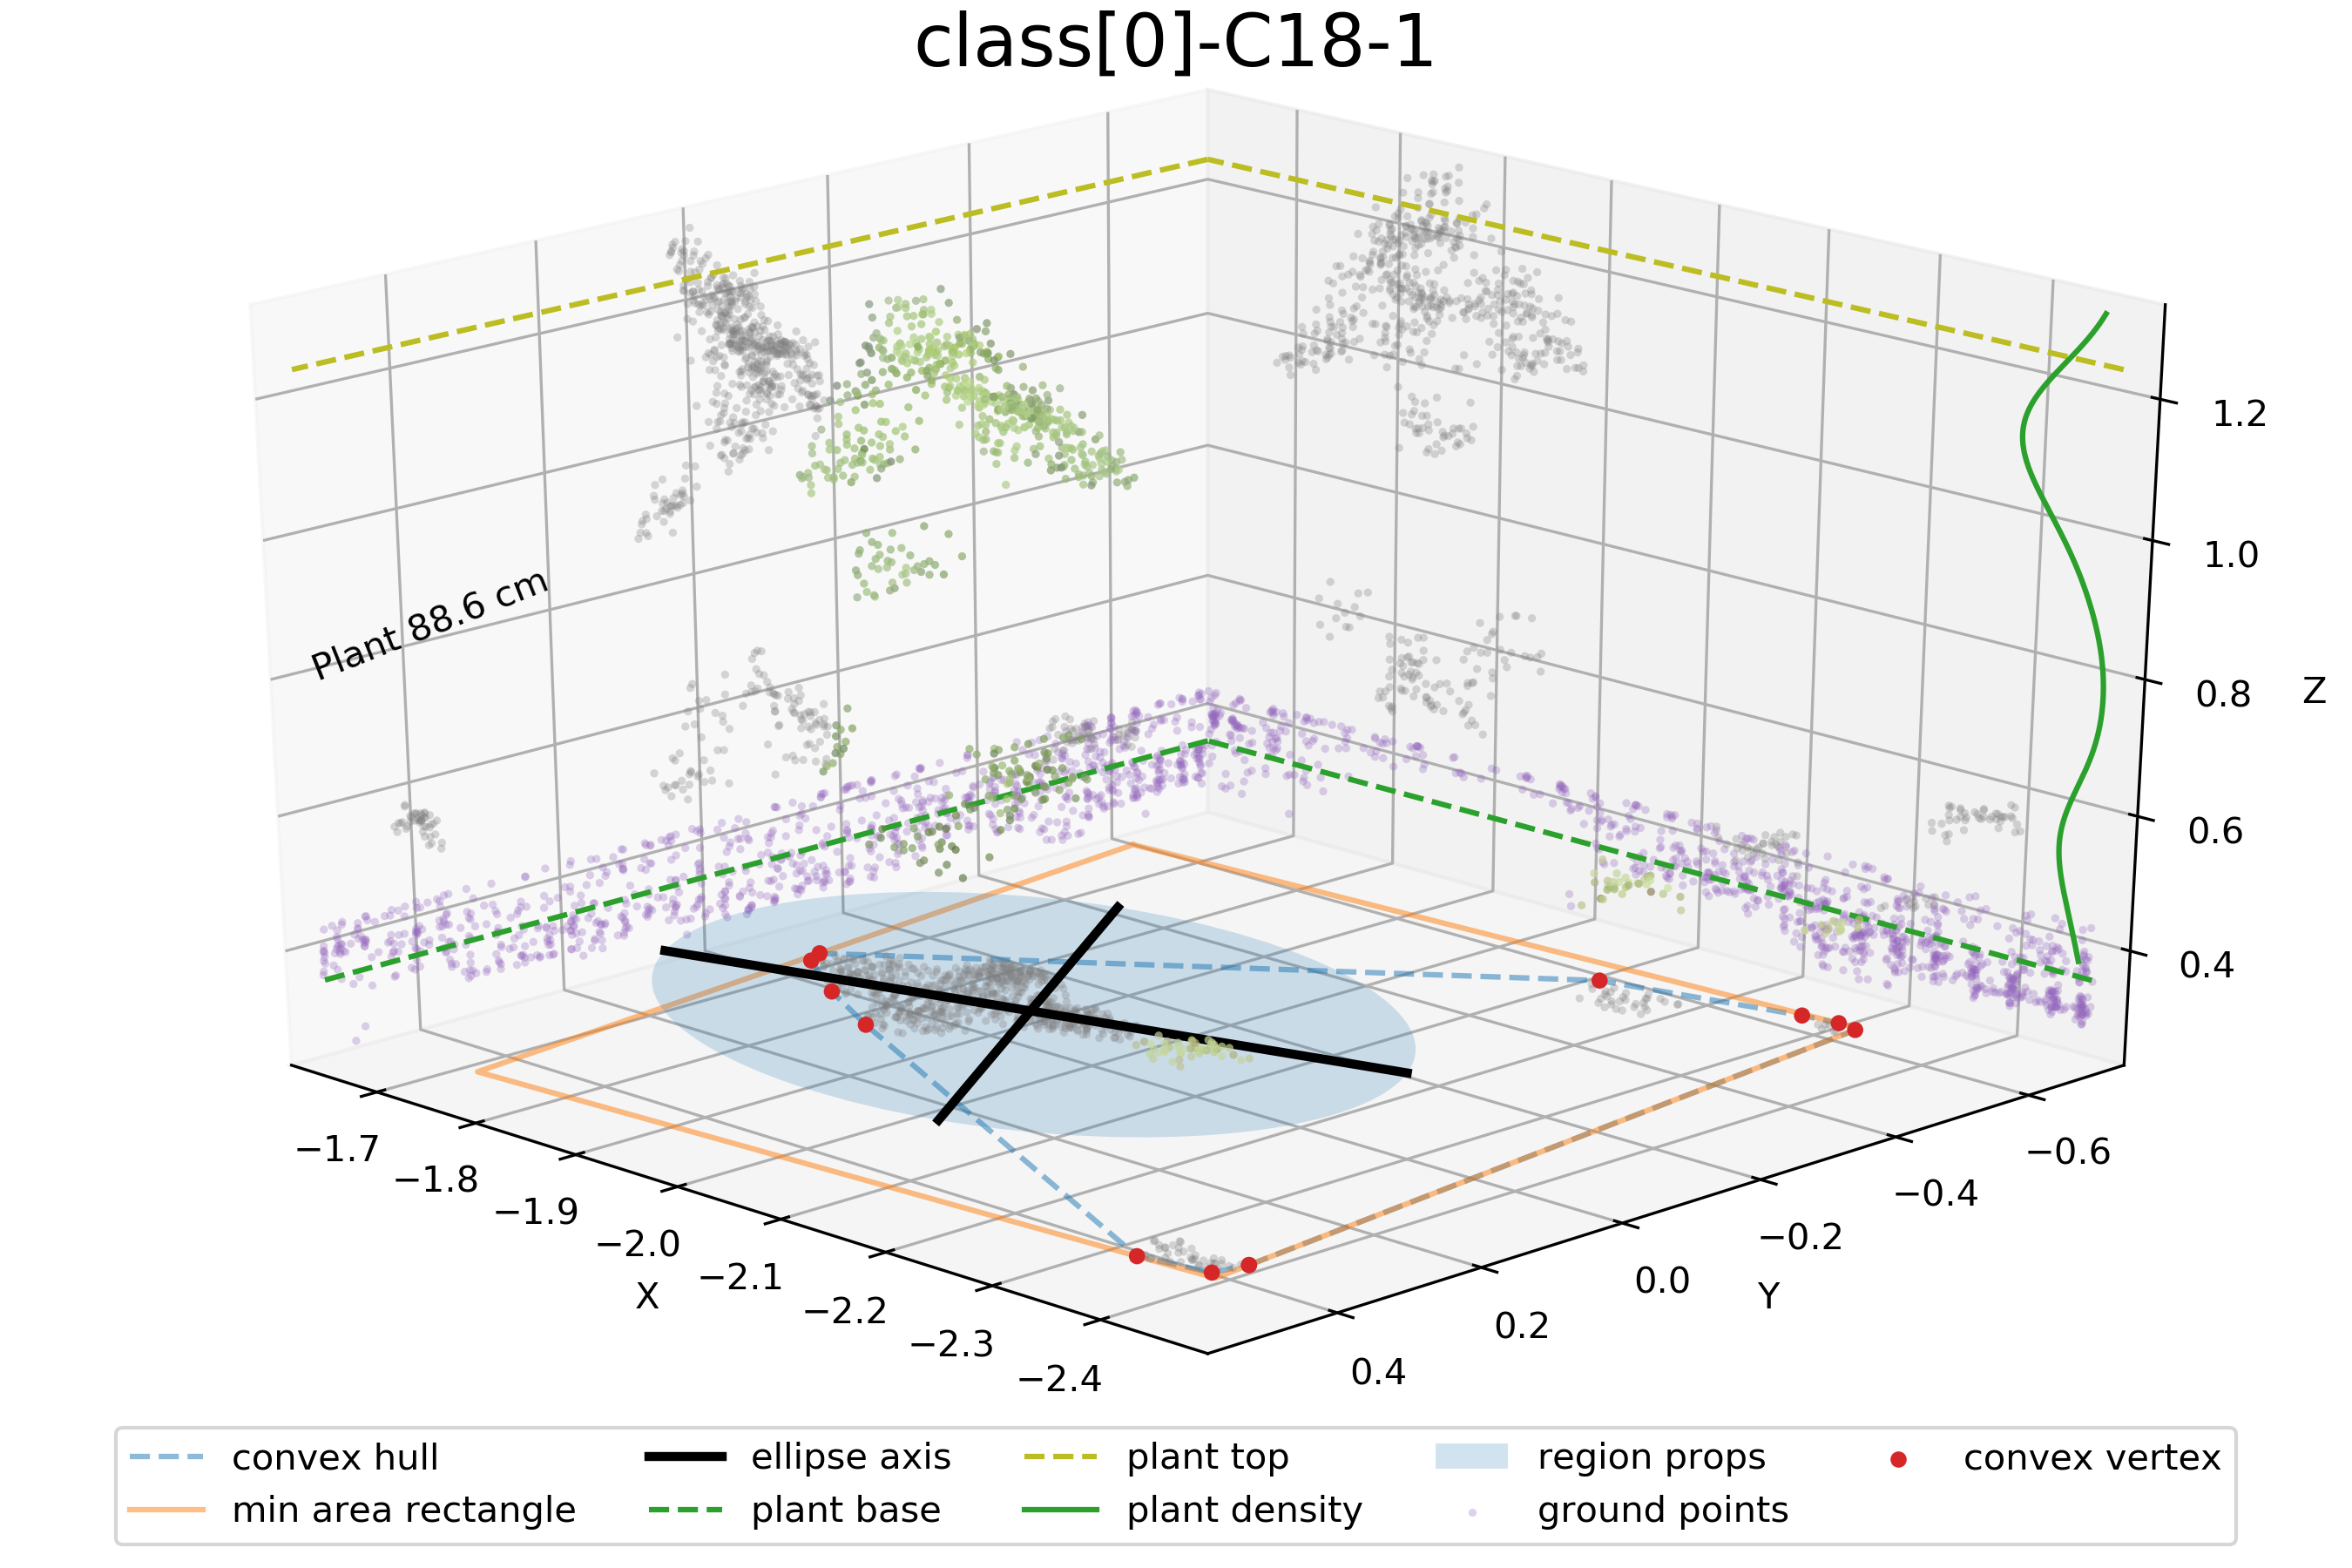 class[0]-C18-1
Plant 88.6 cm
1.2
1.0
0.8
0.6
0.4
Z
−1.7
−1.8
−1.9
−2.0
−2.1
−2.2
−2.3
−2.4
X
0.4
0.2
0.0
−0.2
−0.4
−0.6
Y
convex hull
min area rectangle
ellipse axis
plant base
plant top
plant density
region props
ground points
convex vertex